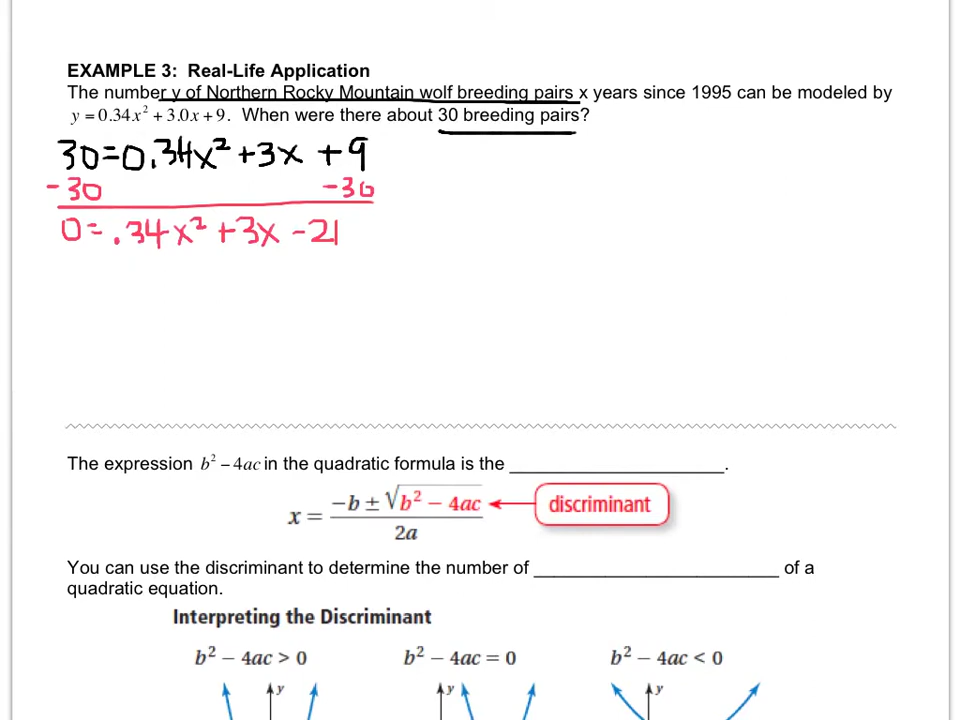 EXAMPLE 3: Real-Life Application
The number y of Northern Rocky Mountain wolf breeding pairs x years since 1995 can be modeled by
y = 0.34x² + 3.0x + 9. When were there about 30 breeding pairs?
30=0.34x² +3x +9
-30 -30
0= .34x² +3x -21
The expression b² – 4ac in the quadratic formula is the ______________________.
x = (-b ± √(b² − 4ac)) / 2a discriminant
You can use the discriminant to determine the number of _________________________ of a
quadratic equation.
Interpreting the Discriminant
b² − 4ac > 0 b² − 4ac = 0 b² − 4ac < 0
y y y